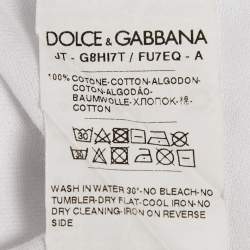 DOLCE & GABBANA
JT - G8HI7T / FU7EQ - A
100% COTONE-COTTON-ALGODON-
COTTON-ALGODÃO-
BAUMWOLLE-ХЛОПОК-棉-
COTTON
WASH IN WATER 30°-NO BLEACH-NO
TUMBLER-DRY FLAT-COOL IRON-NO
DRY CLEANING-IRON ON REVERSE
SIDE